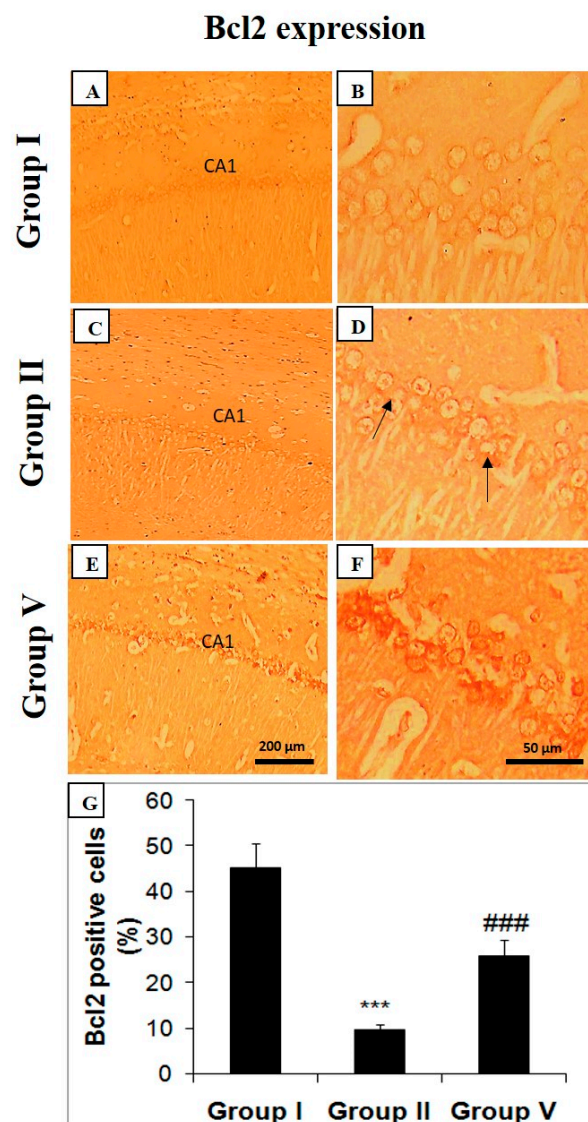 Bcl2 expression
A
B
Group I
CA1
C
D
Group II
CA1
E
F
Group V
CA1
200 µm
50 µm
G
Bcl2 positive cells
(%)
60
50
40
30
20
10
0
***
###
Group I Group II Group V